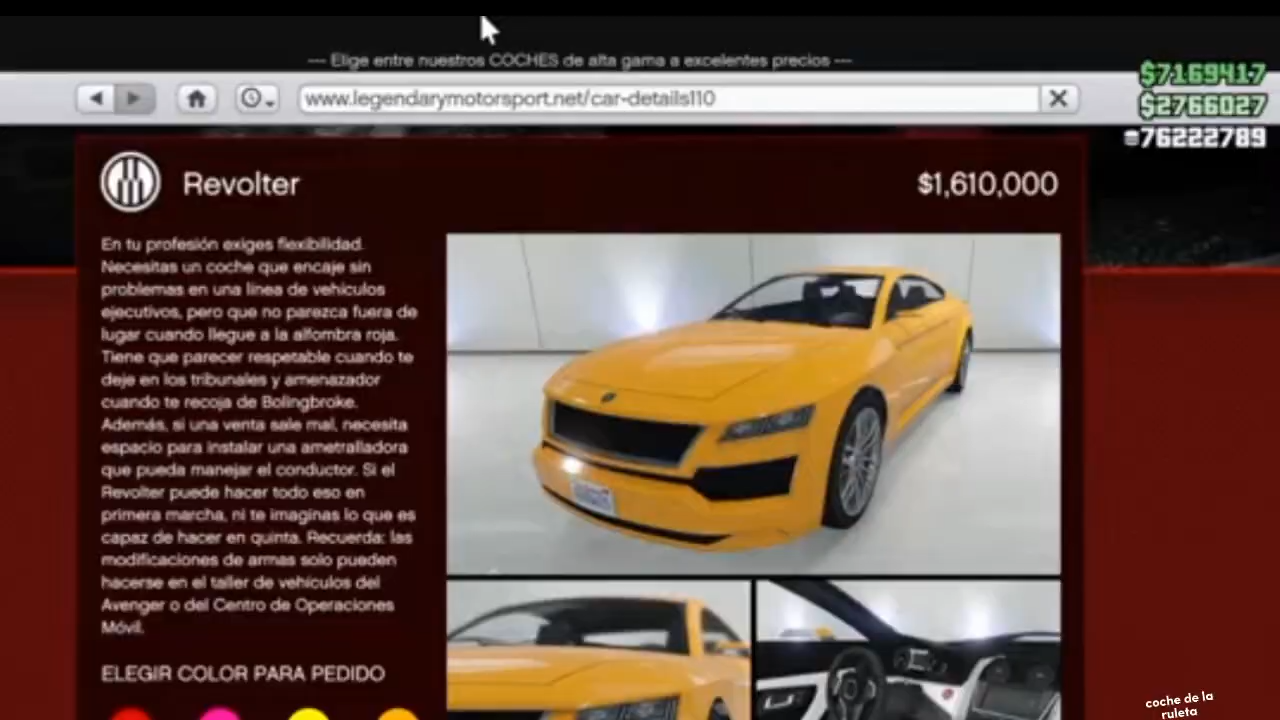 --- Elige entre nuestros COCHES de alta gama a excelentes precios ---
www.legendarymotorsport.net/car-details110
$7169417
$2766027
76222789
Revolter
$1,610,000
En tu profesión exiges flexibilidad.
Necesitas un coche que encaje sin
problemas en una línea de vehículos
ejecutivos, pero que no parezca fuera de
lugar cuando llegue a la alfombra roja.
Tiene que parecer respetable cuando te
deje en los tribunales y amenazador
cuando te recoja de Bolingbroke.
Además, si una venta sale mal, necesita
espacio para instalar una ametralladora
que pueda manejar el conductor. Si el
Revolter puede hacer todo eso en
primera marcha, ni te imaginas lo que es
capaz de hacer en quinta. Recuerda: las
modificaciones de armas solo pueden
hacerse en el taller de vehículos del
Avenger o del Centro de Operaciones
Móvil.
ELEGIR COLOR PARA PEDIDO
coche de la
ruleta